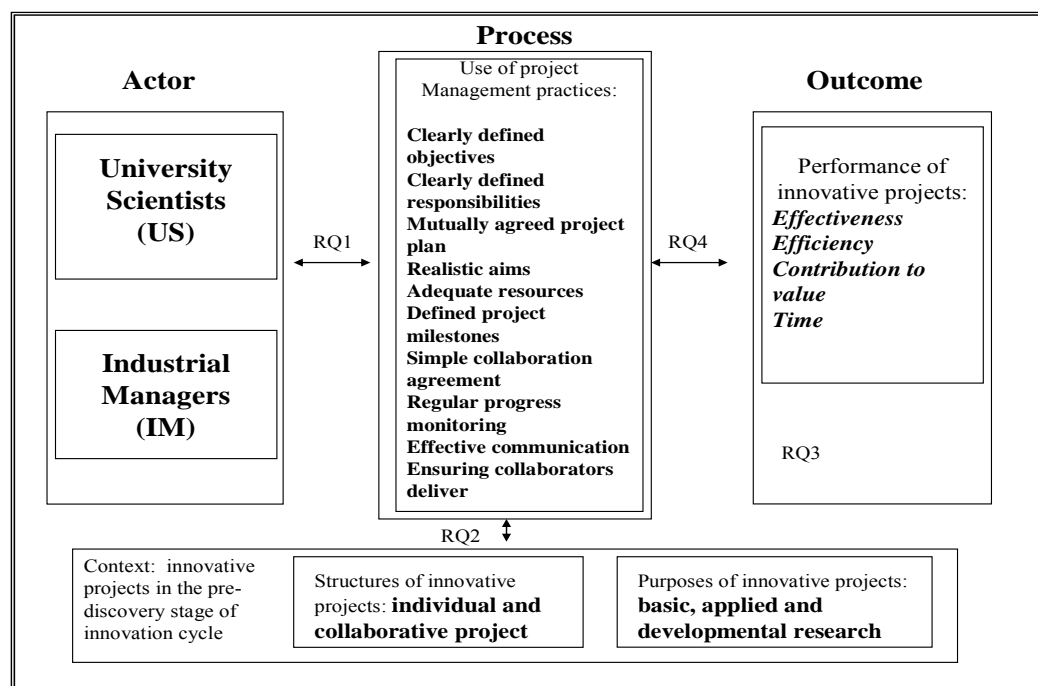 Process
Actor
Outcome
University
Scientists
(US)
Industrial
Managers
(IM)
RQ1
Use of project
Management practices:
Clearly defined
objectives
Clearly defined
responsibilities
Mutually agreed project
plan
Realistic aims
Adequate resources
Defined project
milestones
Simple collaboration
agreement
Regular progress
monitoring
Effective communication
Ensuring collaborators
deliver
RQ4
Performance of
innovative projects:
Effectiveness
Efficiency
Contribution to
value
Time
RQ3
RQ2
Context: innovative
projects in the pre-
discovery stage of
innovation cycle
Structures of innovative
projects: individual and
collaborative project
Purposes of innovative projects:
basic, applied and
developmental research